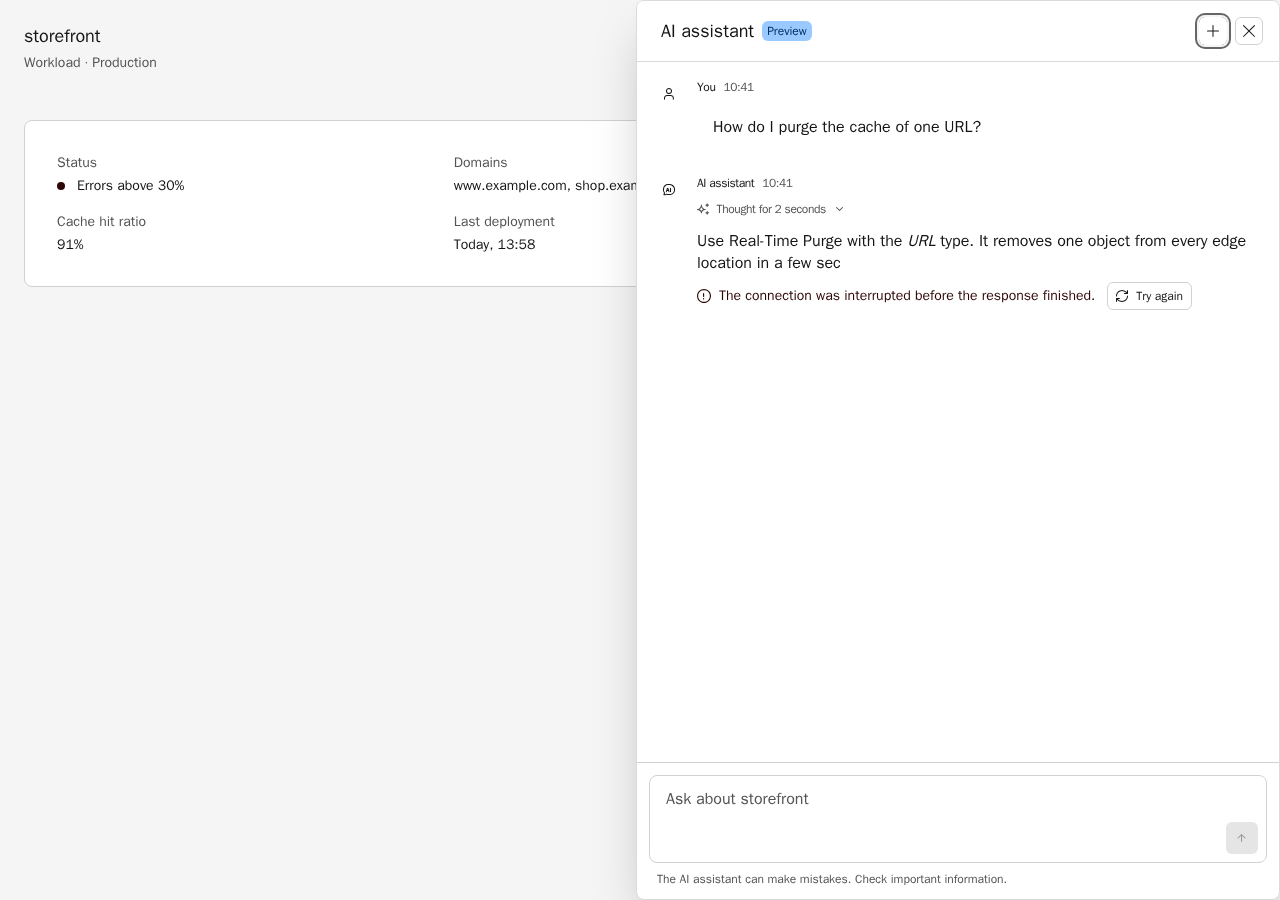 storefront
Workload · Production
Status
Errors above 30%
Domains
www.example.com, shop.exam
Cache hit ratio
91%
Last deployment
Today, 13:58
AI assistant Preview
You 10:41
How do I purge the cache of one URL?
AI
AI assistant 10:41
Thought for 2 seconds
Use Real-Time Purge with the URL type. It removes one object from every edge
location in a few sec
The connection was interrupted before the response finished. Try again
Ask about storefront
The AI assistant can make mistakes. Check important information.